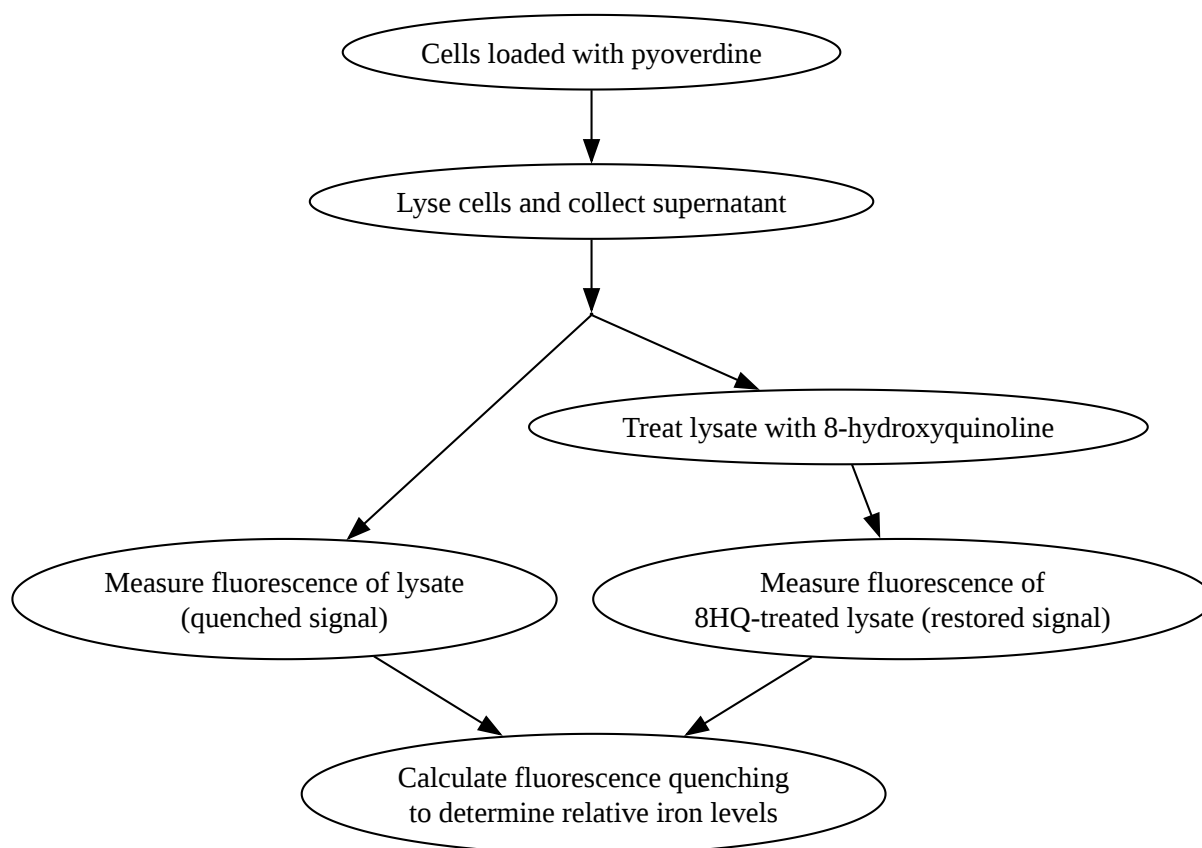 Cells loaded with pyoverdine
Lyse cells and collect supernatant
Treat lysate with 8-hydroxyquinoline
Measure fluorescence of lysate
(quenched signal)
Measure fluorescence of
8HQ-treated lysate (restored signal)
Calculate fluorescence quenching
to determine relative iron levels